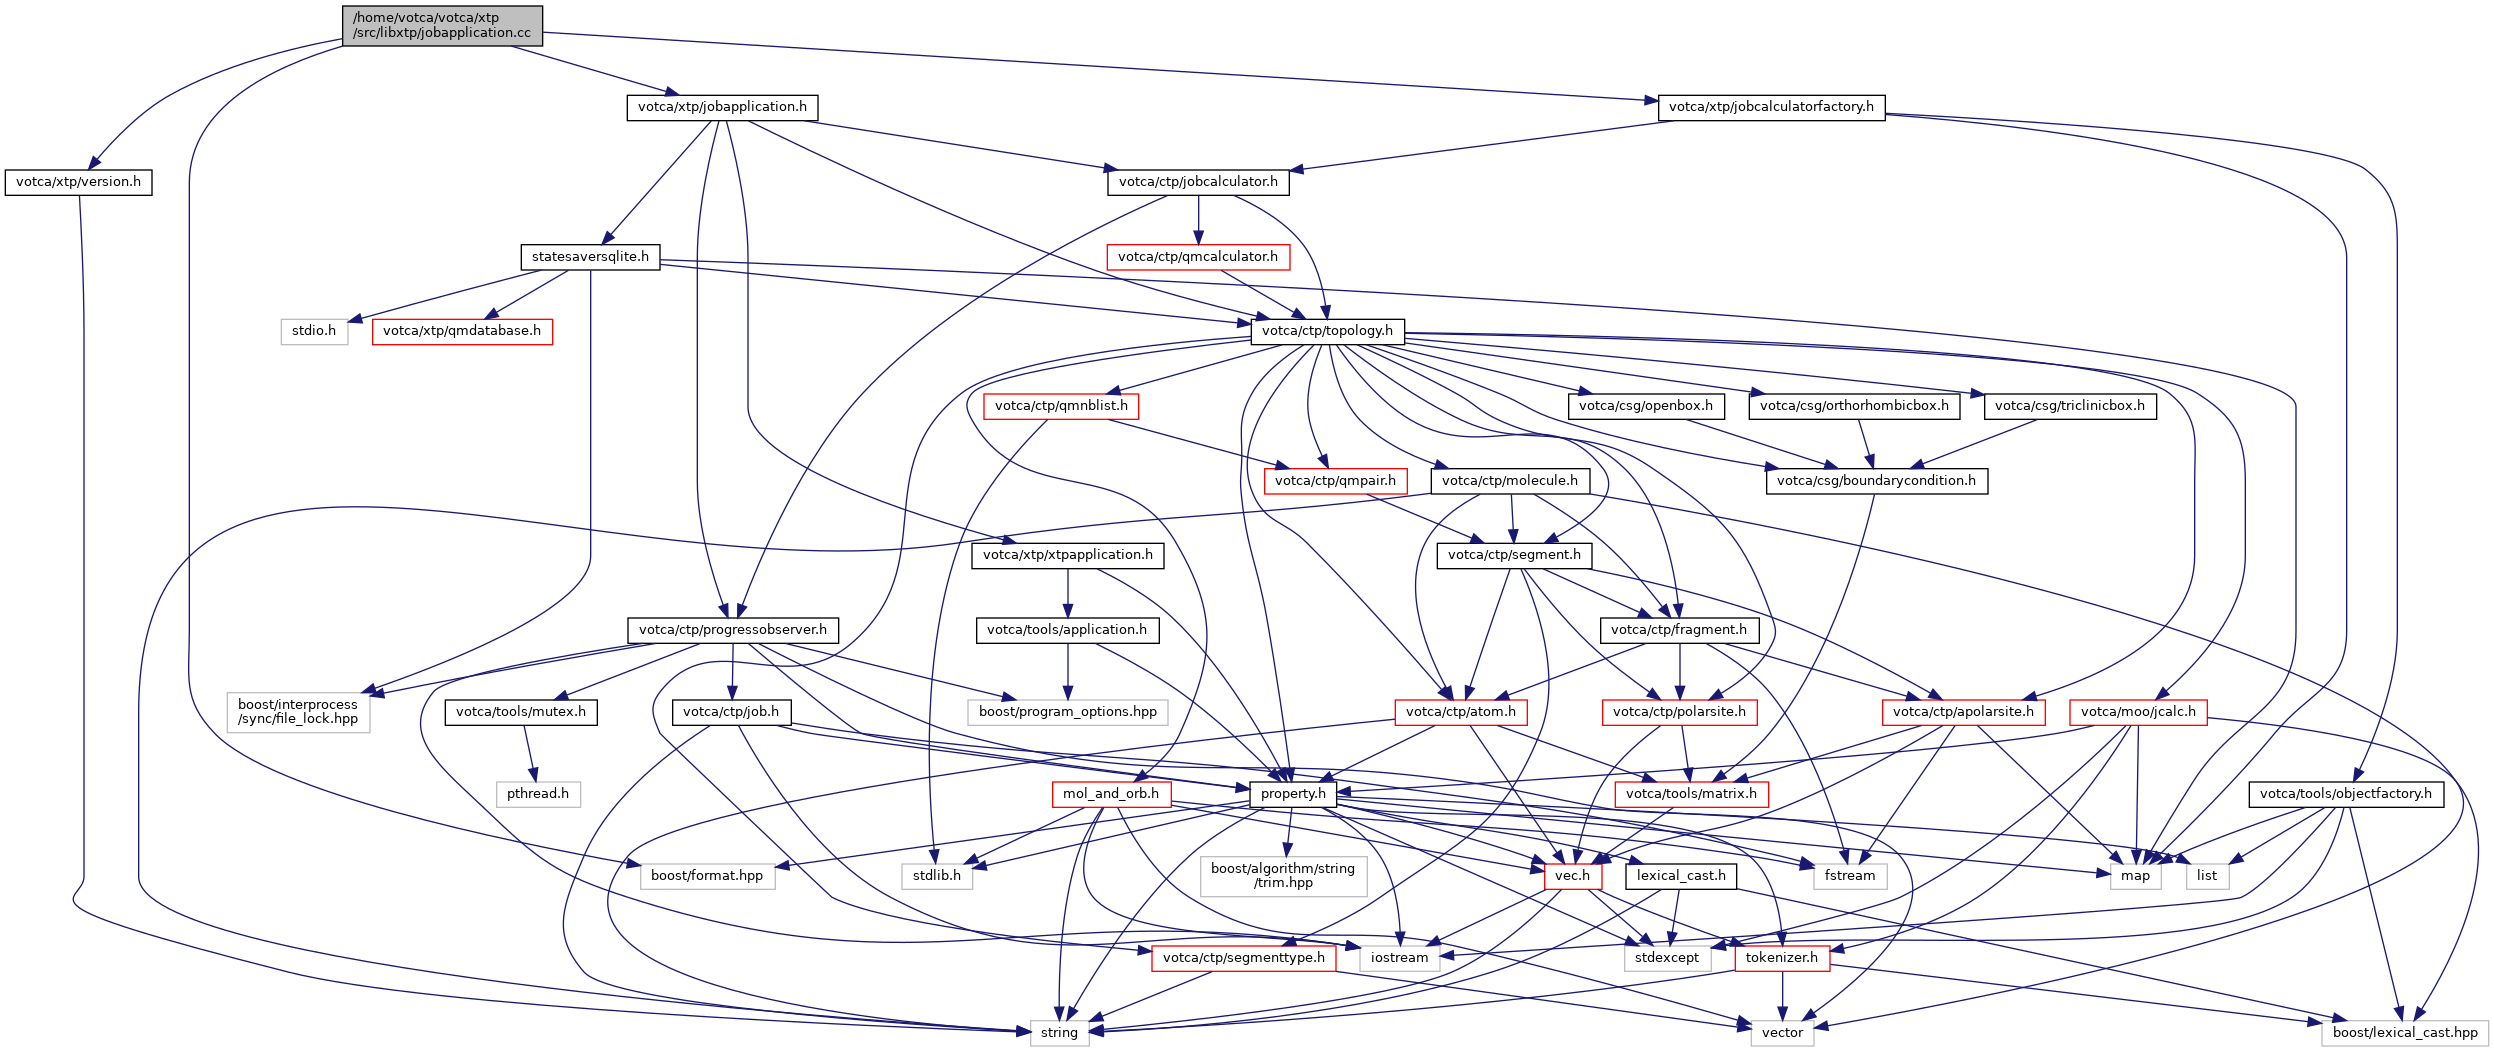 /home/votca/votca/xtp
/src/libxtp/jobapplication.cc
votca/xtp/jobapplication.h
votca/xtp/jobcalculatorfactory.h
votca/xtp/version.h
votca/ctp/jobcalculator.h
statesaversqlite.h
votca/ctp/qmcalculator.h
stdio.h
votca/xtp/qmdatabase.h
votca/ctp/topology.h
votca/ctp/qmnblist.h
votca/csg/openbox.h
votca/csg/orthorhombicbox.h
votca/csg/triclinicbox.h
votca/ctp/qmpair.h
votca/ctp/molecule.h
votca/csg/boundarycondition.h
votca/xtp/xtpapplication.h
votca/ctp/segment.h
votca/ctp/progressobserver.h
votca/tools/application.h
votca/ctp/fragment.h
boost/interprocess
/sync/file_lock.hpp
votca/tools/mutex.h
votca/ctp/job.h
boost/program_options.hpp
votca/ctp/atom.h
votca/ctp/polarsite.h
votca/ctp/apolarsite.h
votca/moo/jcalc.h
pthread.h
mol_and_orb.h
property.h
votca/tools/matrix.h
votca/tools/objectfactory.h
boost/format.hpp
stdlib.h
boost/algorithm/string
/trim.hpp
vec.h
lexical_cast.h
fstream
map
list
votca/ctp/segmenttype.h
iostream
stdexcept
tokenizer.h
string
vector
boost/lexical_cast.hpp